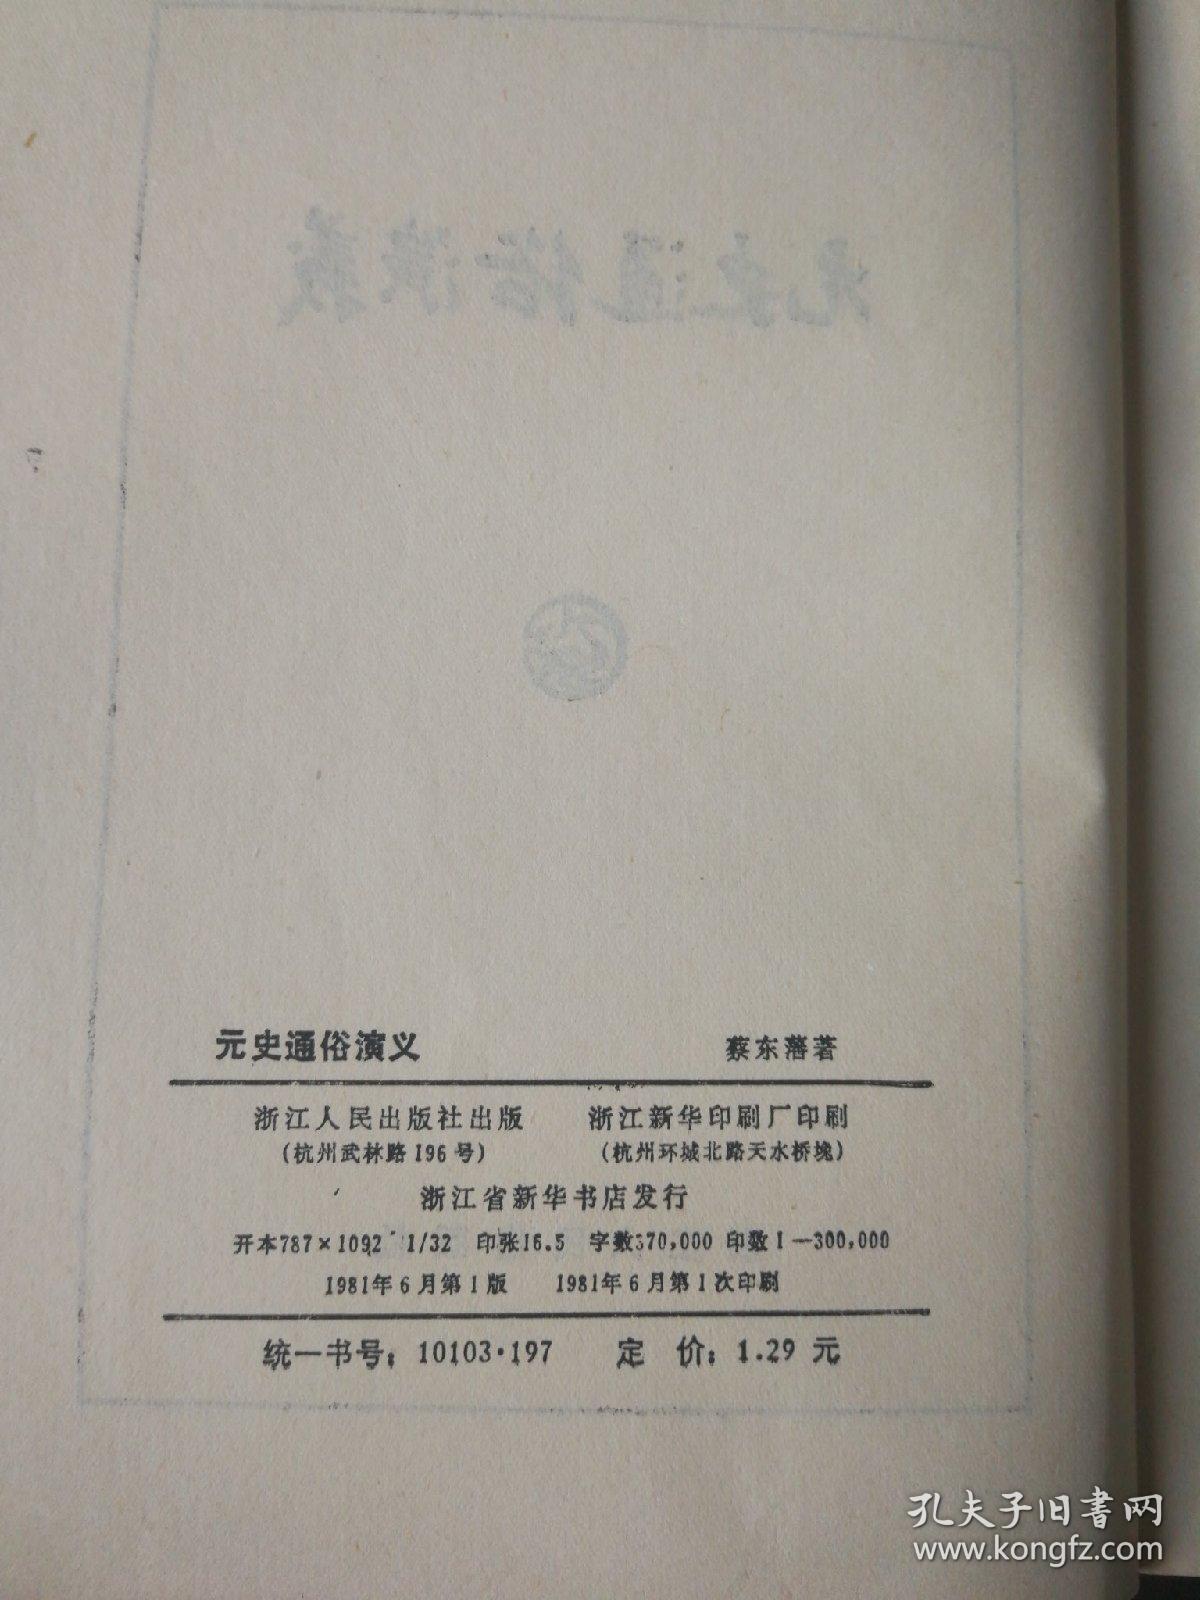 元史通俗演义
元史通俗演义 蔡东藩著
浙江人民出版社出版 浙江新华印刷厂印刷
(杭州武林路196号) (杭州环城北路天水桥堍)
浙江省新华书店发行
开本787×1092 1/32 印张16.5 字数370,000 印数1—300,000
1981年6月第1版 1981年6月第1次印刷
统一书号：10103·197 定 价：1.29 元
孔夫子旧书网
www.kongfz.com